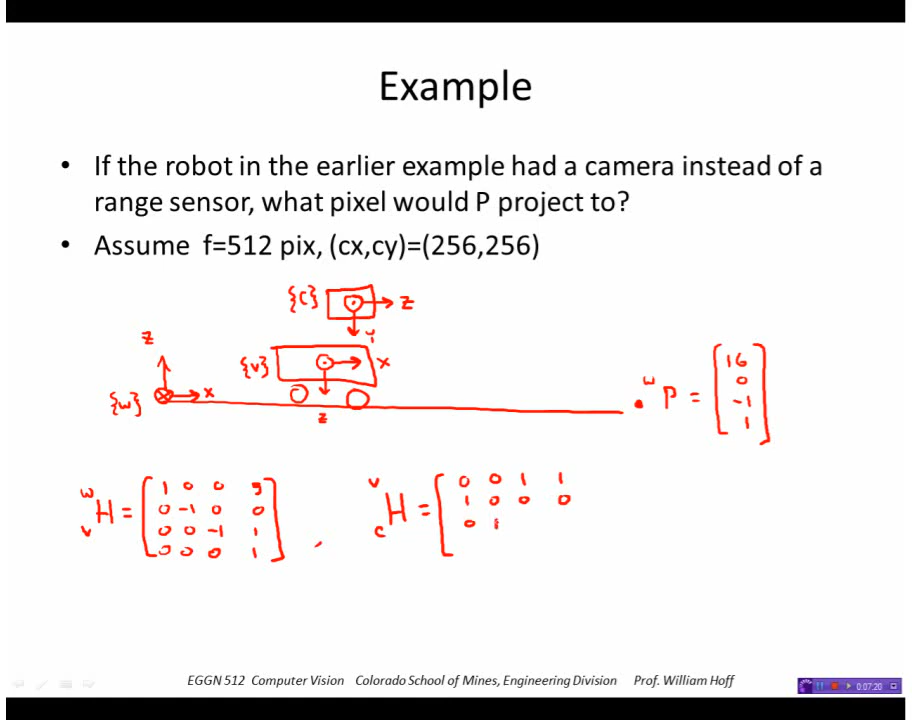 Example
• If the robot in the earlier example had a camera instead of a
range sensor, what pixel would P project to?
• Assume f=512 pix, (cx,cy)=(256,256)
{C} Z
Y
Z
{V} X
{W} X
Z
W P = [ 16
0
-1
1 ]
W V H = [ 1 0 0 5
0 -1 0 0
0 0 -1 1
0 0 0 1 ] ,
V C H = [ 0 0 1 1
1 0 0 0
0 1
EGGN 512 Computer Vision Colorado School of Mines, Engineering Division Prof. William Hoff
0:07:20